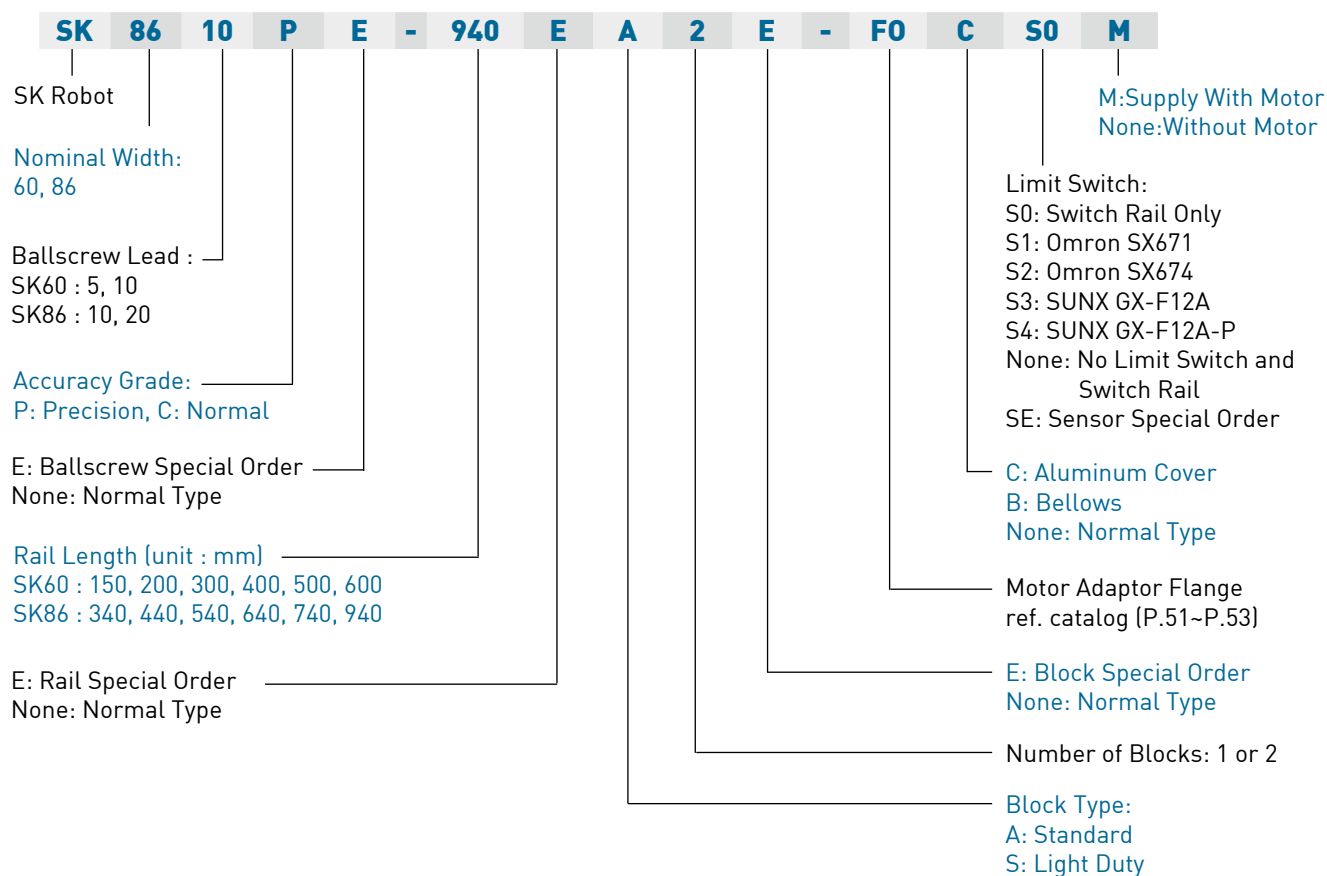 SK 86 10 P E - 940 E A 2 E - F0 C S0 M
SK Robot
Nominal Width:
60, 86
Ballscrew Lead :
SK60 : 5, 10
SK86 : 10, 20
Accuracy Grade:
P: Precision, C: Normal
E: Ballscrew Special Order
None: Normal Type
Rail Length (unit : mm)
SK60 : 150, 200, 300, 400, 500, 600
SK86 : 340, 440, 540, 640, 740, 940
E: Rail Special Order
None: Normal Type
M:Supply With Motor
None:Without Motor
Limit Switch:
S0: Switch Rail Only
S1: Omron SX671
S2: Omron SX674
S3: SUNX GX-F12A
S4: SUNX GX-F12A-P
None: No Limit Switch and
Switch Rail
SE: Sensor Special Order
C: Aluminum Cover
B: Bellows
None: Normal Type
Motor Adaptor Flange
ref. catalog (P.51~P.53)
E: Block Special Order
None: Normal Type
Number of Blocks: 1 or 2
Block Type:
A: Standard
S: Light Duty